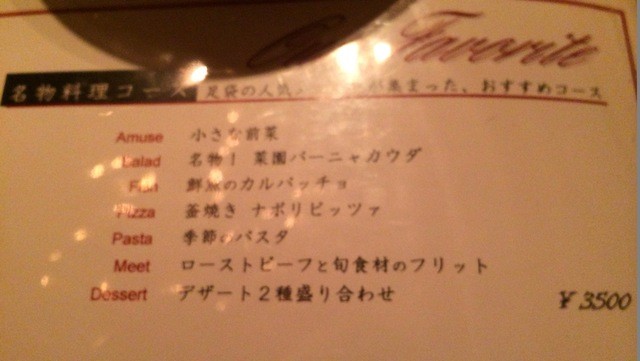 Favorite
名物料理コース 足袋の人気 が集まった、おすすめコース
Amuse 小さな前菜
Salad 名物！ 菜園バーニャカウダ
Fish 鮮魚のカルパッチョ
Pizza 釜焼き ナポリピッツァ
Pasta 季節のパスタ
Meet ローストビーフと旬食材のフリット
Dessert デザート２種盛り合わせ
¥3500